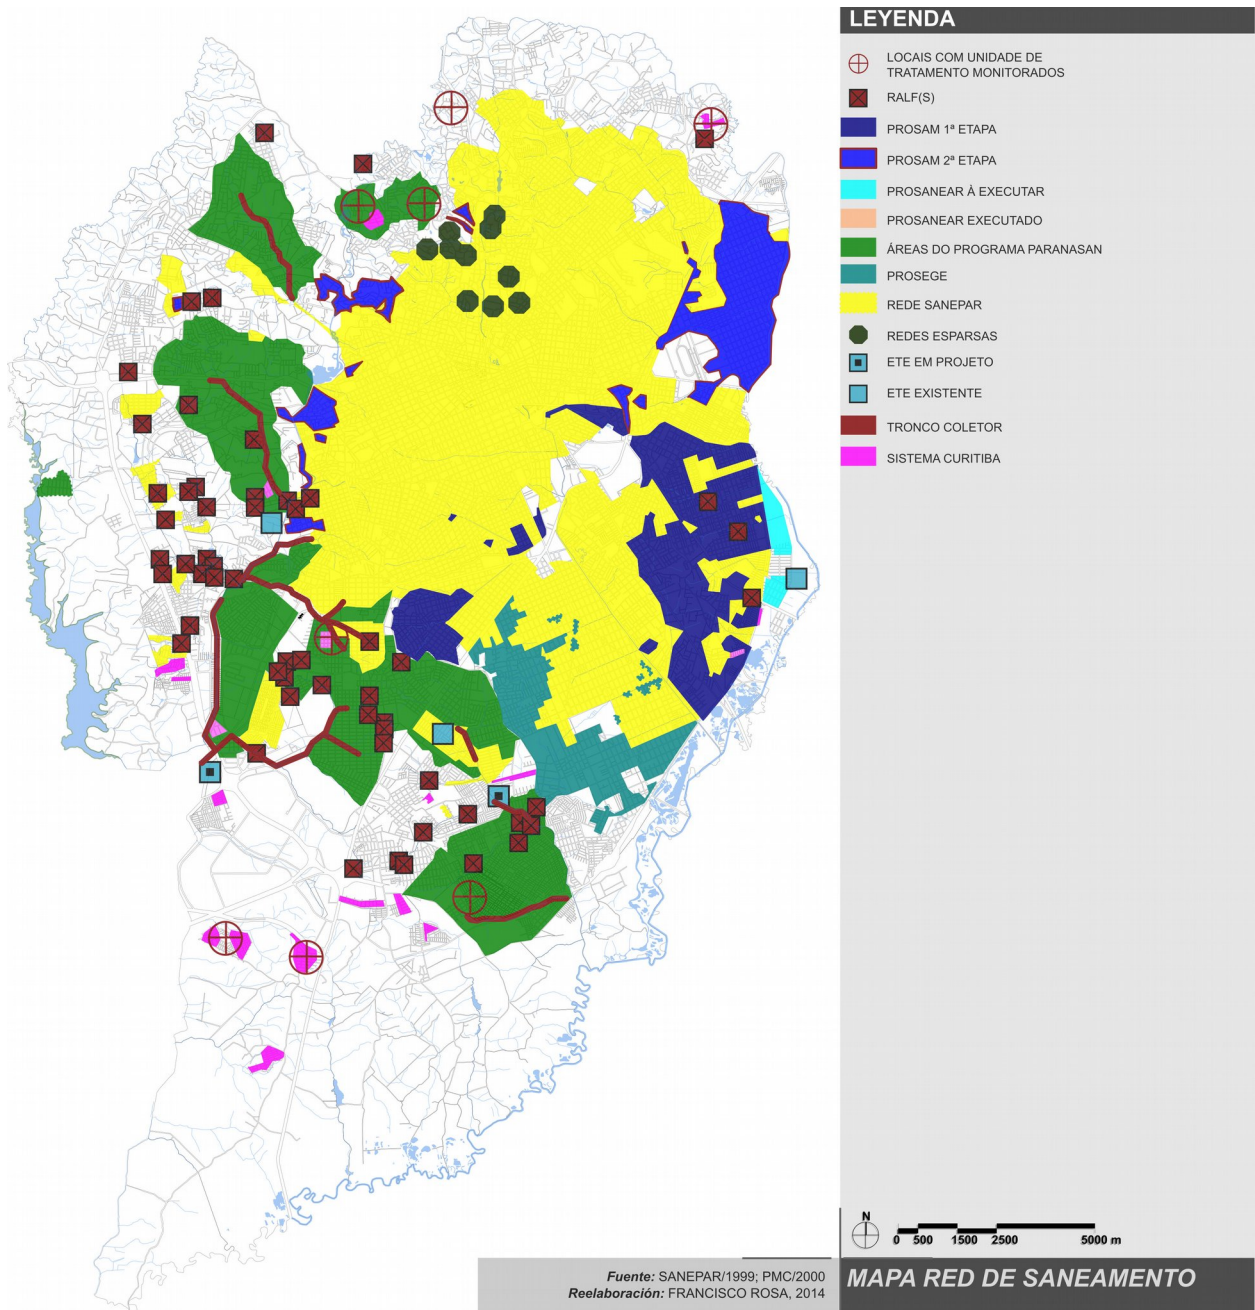 LEYENDA
LOCAIS COM UNIDADE DE
TRATAMENTO MONITORADOS
RALF(S)
PROSAM 1ª ETAPA
PROSAM 2ª ETAPA
PROSANEAR À EXECUTAR
PROSANEAR EXECUTADO
ÁREAS DO PROGRAMA PARANASAN
PROSEGE
REDE SANEPAR
REDES ESPARSAS
ETE EM PROJETO
ETE EXISTENTE
TRONCO COLETOR
SISTEMA CURITIBA
N
0 500 1500 2500 5000 m
Fuente: SANEPAR/1999; PMC/2000
Reelaboración: FRANCISCO ROSA, 2014
MAPA RED DE SANEAMENTO